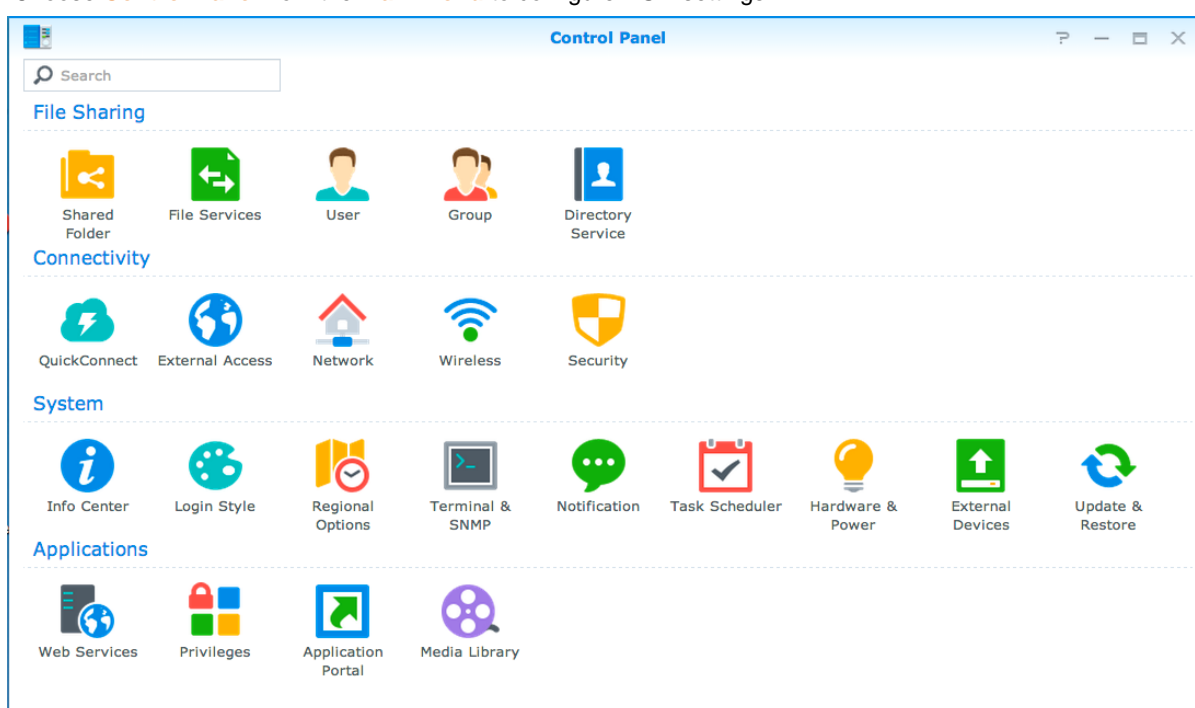 Control Panel
Search
File Sharing
Shared Folder
File Services
User
Group
Directory Service
Connectivity
QuickConnect
External Access
Network
Wireless
Security
System
Info Center
Login Style
Regional Options
Terminal & SNMP
Notification
Task Scheduler
Hardware & Power
External Devices
Update & Restore
Applications
Web Services
Privileges
Application Portal
Media Library